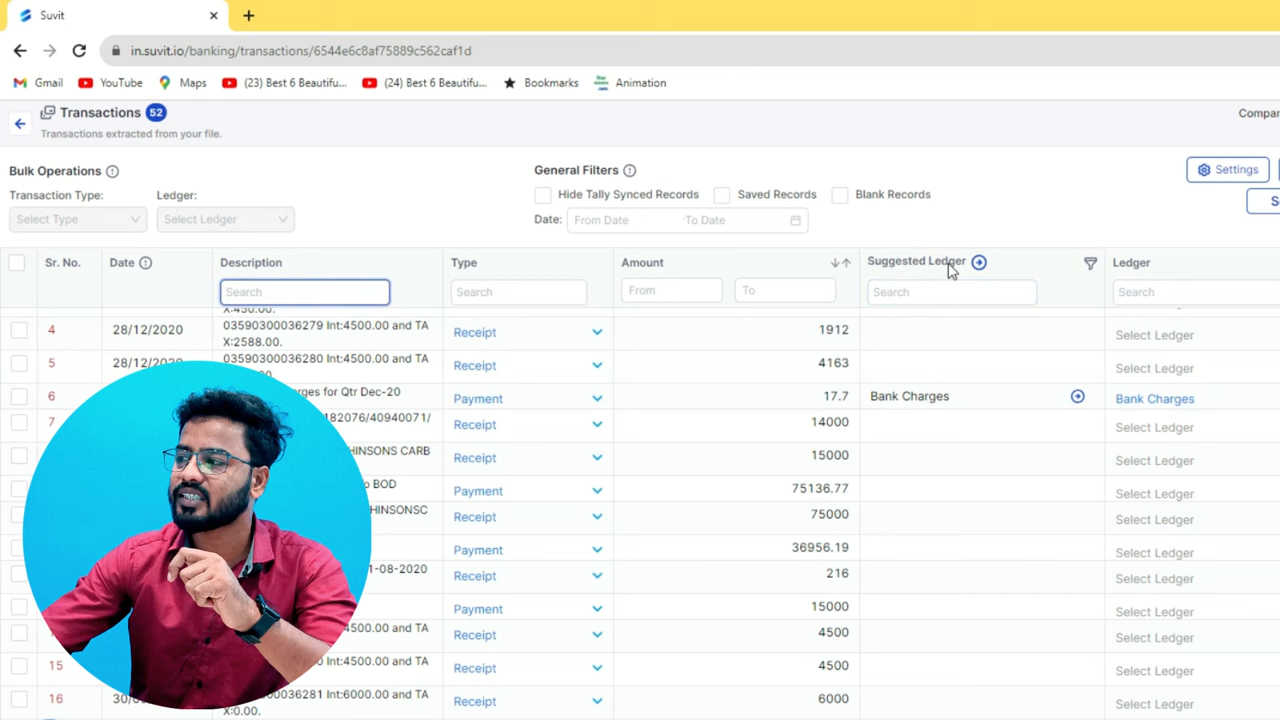 Suvit
in.suvit.io/banking/transactions/6544e6c8af75889c562caf1d
Gmail YouTube Maps (23) Best 6 Beautifu... (24) Best 6 Beautifu... Bookmarks Animation
Transactions 52
Transactions extracted from your file.
Compar
Bulk Operations
General Filters
Settings
Transaction Type: Ledger:
Hide Tally Synced Records Saved Records Blank Records
Select Type Select Ledger
Date: From Date To Date
S
Sr. No. Date Description Type Amount Suggested Ledger Ledger
Search Search From To Search Search
X:450.00.
4 28/12/2020 03590300036279 Int:4500.00 and TA Receipt 1912 Select Ledger
X:2588.00.
5 28/12/2020 03590300036280 Int:4500.00 and TA Receipt 4163 Select Ledger
00.
6 rges for Qtr Dec-20 Payment 17.7 Bank Charges Bank Charges
7 182076/40940071/ Receipt 14000 Select Ledger
HINSONS CARB Receipt 15000 Select Ledger
o BOD Payment 75136.77 Select Ledger
HINSONSC Receipt 75000 Select Ledger
Payment 36956.19 Select Ledger
1-08-2020 Receipt 216 Select Ledger
Payment 15000 Select Ledger
4500.00 and TA Receipt 4500 Select Ledger
15 Int:4500.00 and TA Receipt 4500 Select Ledger
16 30/0 00036281 Int:6000.00 and TA Receipt 6000 Select Ledger
X:0.00.